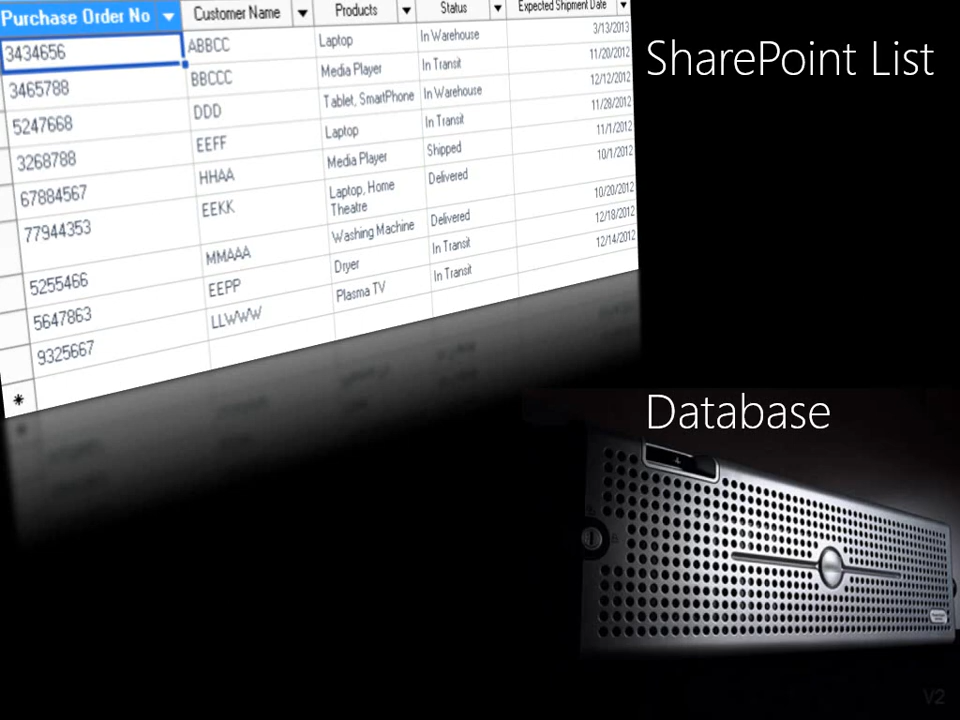 Purchase Order No Customer Name Products Status Expected Shipment Date
3434656 ABBCC Laptop In Warehouse 3/13/2013
3465788 BBCCC Media Player In Transit 11/20/2012
5247668 DDD Tablet, SmartPhone In Warehouse 12/12/2012
3268788 EEFF Laptop In Transit 11/28/2012
67884567 HHAA Media Player Shipped 11/1/2012
77944353 EEKK Laptop, Home Delivered 10/1/2012
Theatre
5255466 MMAAA Washing Machine Delivered 10/20/2012
5647863 EEPP Dryer In Transit 12/18/2012
9325667 LLWWW Plasma TV In Transit 12/14/2012
*
SharePoint List
Database
V2